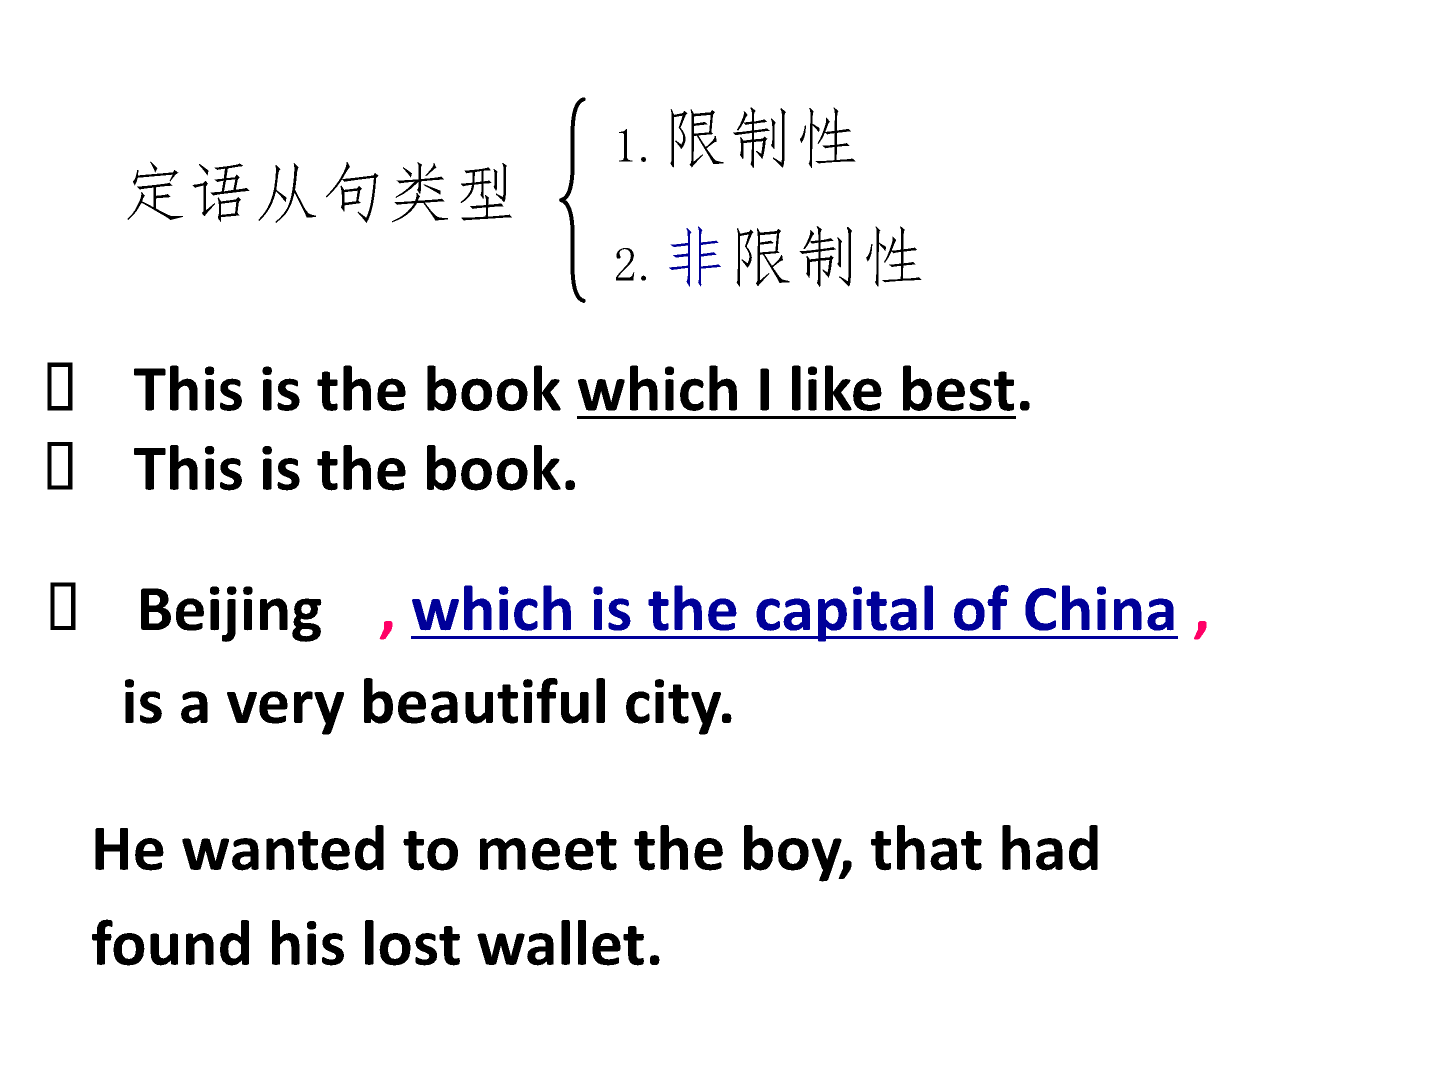 定语从句类型
1.限制性
2.非限制性
This is the book which I like best.
This is the book.
Beijing , which is the capital of China ,
is a very beautiful city.
He wanted to meet the boy, that had
found his lost wallet.